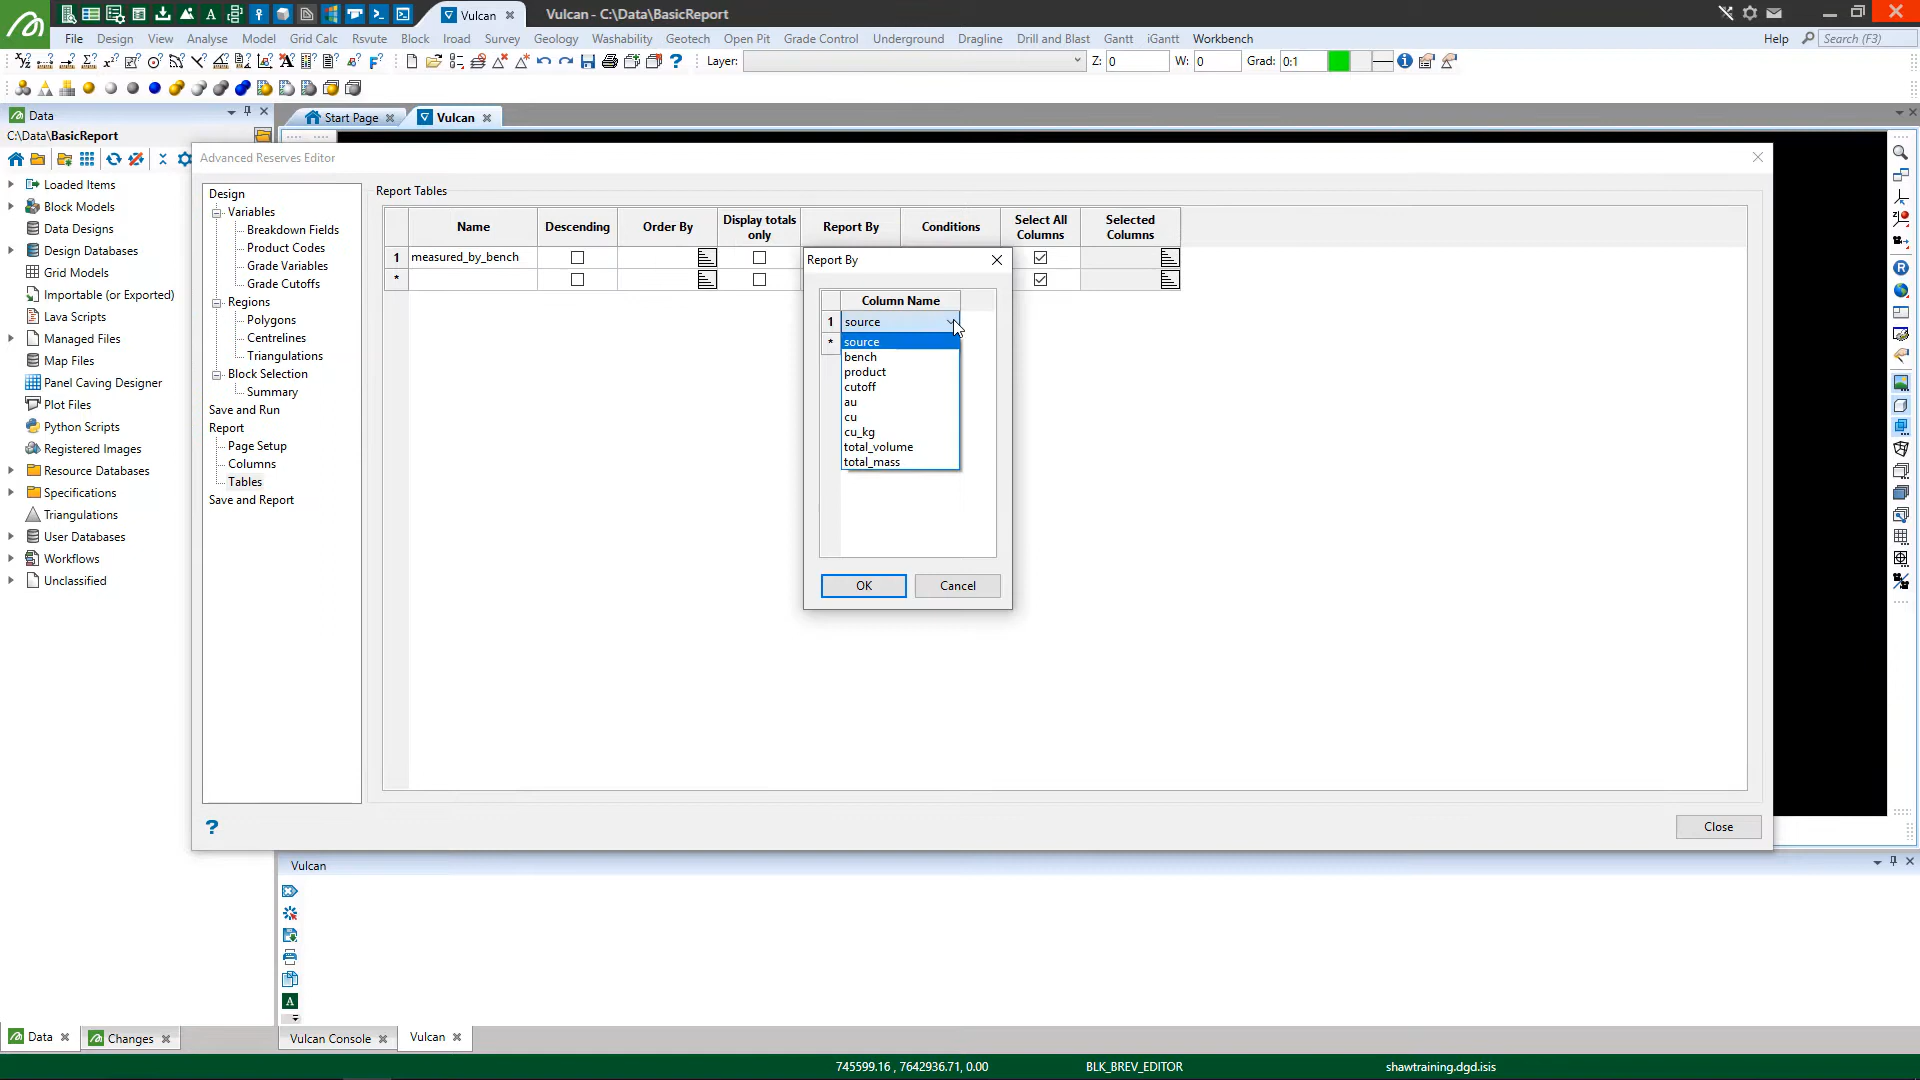 Vulcan
Vulcan - C:\Data\BasicReport
File Design View Analyse Model Grid Calc Rsvute Block Iroad Survey Geology Washability Geotech Open Pit Grade Control Underground Dragline Drill and Blast Gantt iGantt Workbench Help Search (F3)
Layer: Z: 0 W: 0 Grad: 0:1
Data
C:\Data\BasicReport
Start Page
Vulcan
Loaded Items
Block Models
Data Designs
Design Databases
Grid Models
Importable (or Exported)
Lava Scripts
Managed Files
Map Files
Panel Caving Designer
Plot Files
Python Scripts
Registered Images
Resource Databases
Specifications
Triangulations
User Databases
Workflows
Unclassified
Advanced Reserves Editor
Design
Variables
Breakdown Fields
Product Codes
Grade Variables
Grade Cutoffs
Regions
Polygons
Centrelines
Triangulations
Block Selection
Summary
Save and Run
Report
Page Setup
Columns
Tables
Save and Report
Report Tables
Name Descending Order By Display totals only Report By Conditions Select All Columns Selected Columns
1 measured_by_bench
*
Report By
Column Name
1 source
*
source
bench
product
cutoff
au
cu
cu_kg
total_volume
total_mass
OK Cancel
?
Close
Vulcan
Data Changes Vulcan Console Vulcan
745599.16 , 7642936.71, 0.00 BLK_BREV_EDITOR shawtraining.dgd.isis